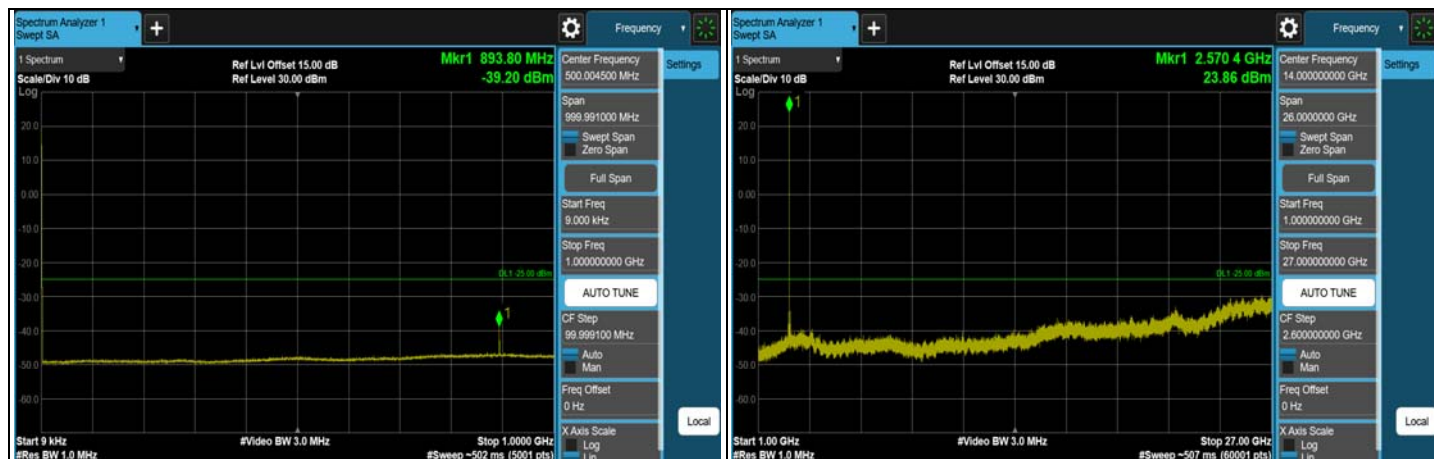 Spectrum Analyzer 1
Swept SA
+
Frequency
1 Spectrum
Scale/Div 10 dB
Log
Ref Lvl Offset 15.00 dB
Ref Level 30.00 dBm
Mkr1 893.80 MHz
-39.20 dBm
1
20.0
10.0
0.00
-10.0
-20.0
-30.0
-40.0
-50.0
-60.0
DL1 -25.00 dBm
Start 9 kHz
#Res BW 1.0 MHz
#Video BW 3.0 MHz
Stop 1.0000 GHz
#Sweep ~502 ms (5001 pts)
Center Frequency
500.004500 MHz
Span
999.991000 MHz
Swept Span
Zero Span
Full Span
Start Freq
9.000 kHz
Stop Freq
1.000000000 GHz
AUTO TUNE
CF Step
99.999100 MHz
Auto
Man
Freq Offset
0 Hz
X Axis Scale
Log
Lin
Settings
Local
Spectrum Analyzer 1
Swept SA
+
Frequency
1 Spectrum
Scale/Div 10 dB
Log
Ref Lvl Offset 15.00 dB
Ref Level 30.00 dBm
Mkr1 2.570 4 GHz
23.86 dBm
1
20.0
10.0
0.00
-10.0
-20.0
-30.0
-40.0
-50.0
-60.0
DL1 -25.00 dBm
Start 1.00 GHz
#Res BW 1.0 MHz
#Video BW 3.0 MHz
Stop 27.00 GHz
#Sweep ~507 ms (60001 pts)
Center Frequency
14.000000000 GHz
Span
26.0000000 GHz
Swept Span
Zero Span
Full Span
Start Freq
1.000000000 GHz
Stop Freq
27.000000000 GHz
AUTO TUNE
CF Step
2.600000000 GHz
Auto
Man
Freq Offset
0 Hz
X Axis Scale
Log
Lin
Settings
Local